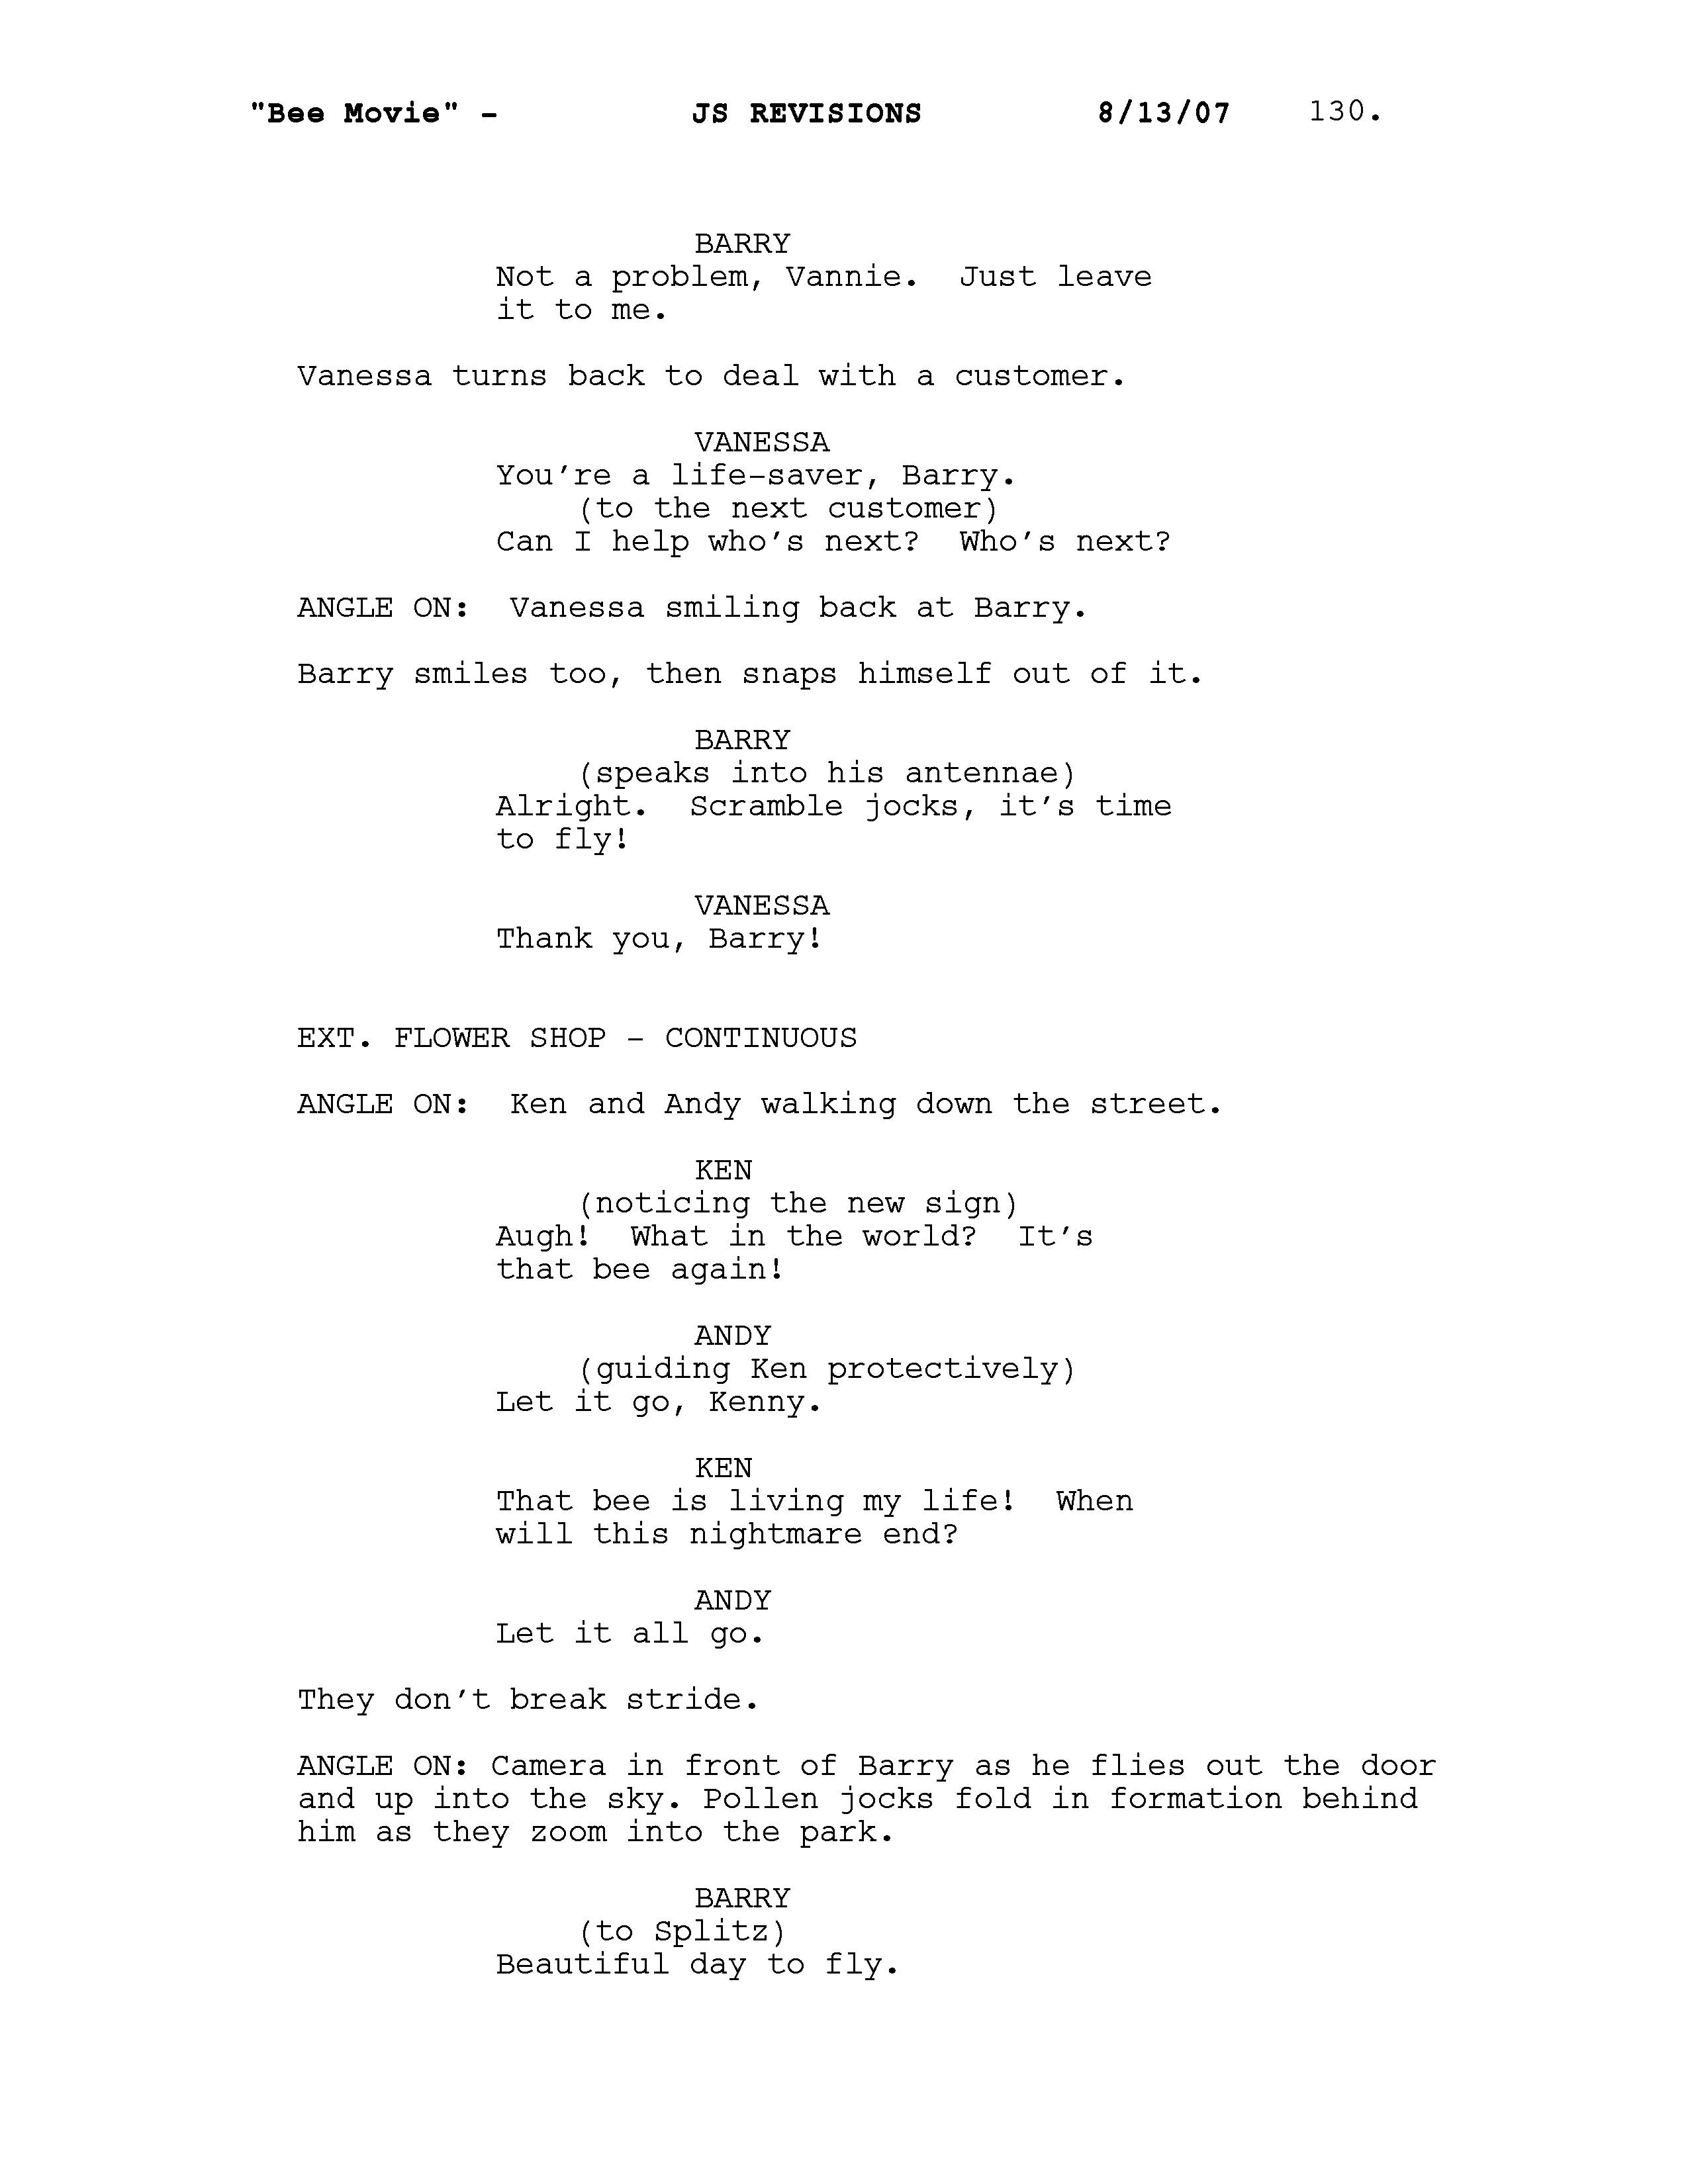 "Bee Movie" - JS REVISIONS 8/13/07 130.
BARRY
Not a problem, Vannie. Just leave
it to me.
Vanessa turns back to deal with a customer.
VANESSA
You're a life-saver, Barry.
(to the next customer)
Can I help who's next? Who's next?
ANGLE ON: Vanessa smiling back at Barry.
Barry smiles too, then snaps himself out of it.
BARRY
(speaks into his antennae)
Alright. Scramble jocks, it's time
to fly!
VANESSA
Thank you, Barry!
EXT. FLOWER SHOP - CONTINUOUS
ANGLE ON: Ken and Andy walking down the street.
KEN
(noticing the new sign)
Augh! What in the world? It's
that bee again!
ANDY
(guiding Ken protectively)
Let it go, Kenny.
KEN
That bee is living my life! When
will this nightmare end?
ANDY
Let it all go.
They don't break stride.
ANGLE ON: Camera in front of Barry as he flies out the door
and up into the sky. Pollen jocks fold in formation behind
him as they zoom into the park.
BARRY
(to Splitz)
Beautiful day to fly.